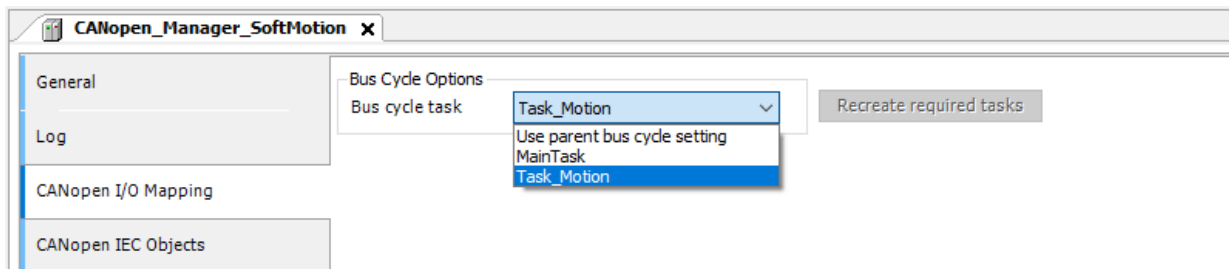 CANopen_Manager_SoftMotion
General
Log
CANopen I/O Mapping
CANopen IEC Objects
Bus Cycle Options
Bus cycle task
Task_Motion
Recreate required tasks
Use parent bus cycle setting
MainTask
Task_Motion